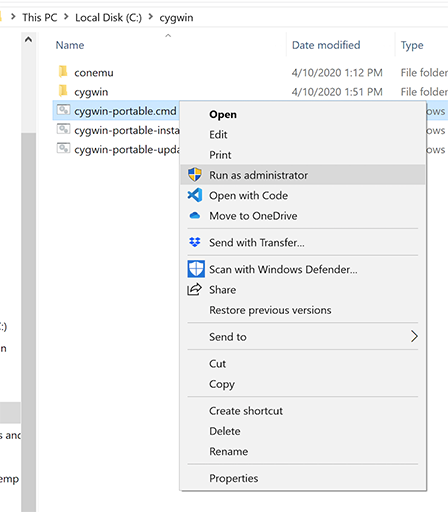 This PC > Local Disk (C:) > cygwin
Name Date modified Type
conemu 4/10/2020 1:12 PM File folder
cygwin 4/10/2020 1:51 PM File folder
cygwin-portable.cmd ows
cygwin-portable-insta ows
cygwin-portable-upda ows
Open
Edit
Print
Run as administrator
Open with Code
Move to OneDrive
Send with Transfer...
Scan with Windows Defender...
Share
Restore previous versions
:)
Send to
n
Cut
Copy
Create shortcut
Delete
s and
Rename
emp
Properties